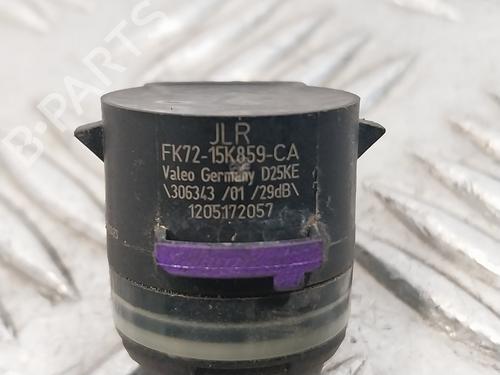 B-PARTS
JLR
FK72-15K859-CA
Valeo Germany D25KE
\306343 /01 /29dB\
1205172057